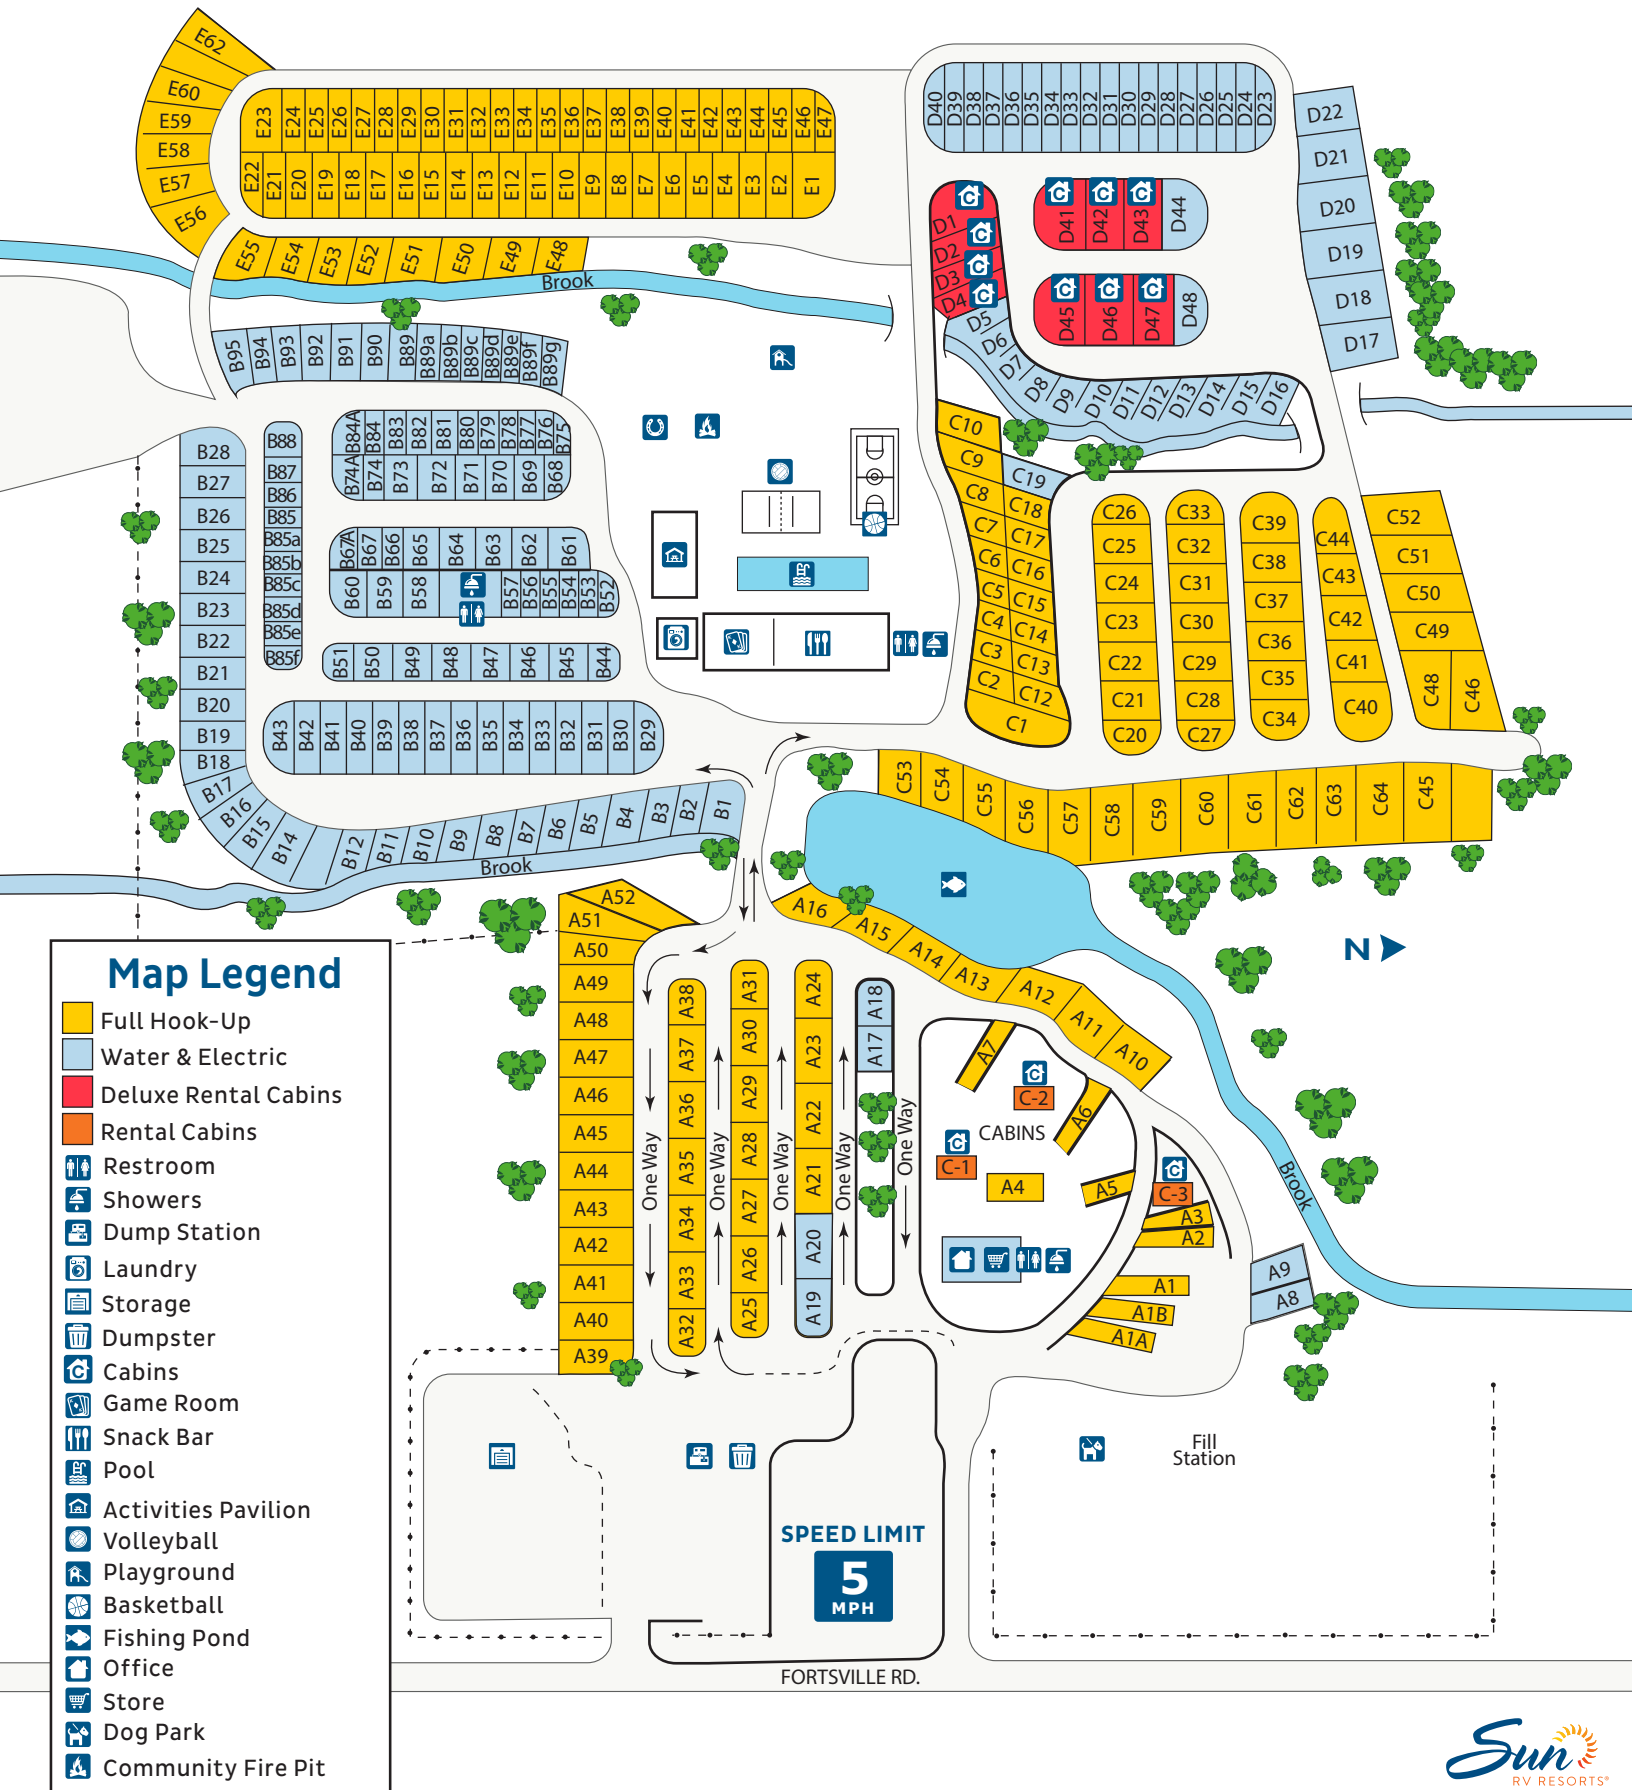 E62
E60
E59
E58
E57
E56
E23 E24 E25 E26 E27 E28 E29 E30 E31 E32 E33 E34 E35 E36 E37 E38 E39 E40 E41 E42 E43 E44 E45 E46 E47
E22 E21 E20 E19 E18 E17 E16 E15 E14 E13 E12 E11 E10 E9 E8 E7 E6 E5 E4 E3 E2 E1
E55 E54 E53 E52 E51 E50 E49 E48
Brook
D40 D39 D38 D37 D36 D35 D34 D33 D32 D31 D30 D29 D28 D27 D26 D25 D24 D23
D22
D21
D20
D19
D18
D17
D1
D2
D3
D4
D41 D42 D43 D44
D45 D46 D47 D48
D5
D6
D7
D8 D9 D10 D11 D12 D13 D14 D15 D16
B95 B94 B93 B92 B91 B90 B89 B89a B89b B89c B89d B89e B89f B89g
B84A B84 B83 B82 B81 B80 B79 B78 B77 B76 B75
B74A B74 B73 B72 B71 B70 B69 B68
B67A B67 B66 B65 B64 B63 B62 B61
B60 B59 B58 B57 B56 B55 B54 B53 B52
B51 B50 B49 B48 B47 B46 B45 B44
B43 B42 B41 B40 B39 B38 B37 B36 B35 B34 B33 B32 B31 B30 B29
B88
B87
B86
B85
B85a
B85b
B85c
B85d
B85e
B85f
B28
B27
B26
B25
B24
B23
B22
B21
B20
B19
B18
B17
B16
B15
B14
B12 B11 B10 B9 B8 B7 B6 B5 B4 B3 B2 B1
Brook
C10
C9
C8
C7
C6
C5
C4
C3
C2
C1
C19
C18
C17
C16
C15
C14
C13
C12
C26
C25
C24
C23
C22
C21
C20
C33
C32
C31
C30
C29
C28
C27
C39
C38
C37
C36
C35
C34
C44
C43
C42
C41
C40
C52
C51
C50
C49
C48 C46
C53 C54 C55 C56 C57 C58 C59 C60 C61 C62 C63 C64 C45
N
A52
A51
A50
A49
A48
A47
A46
A45
A44
A43
A42
A41
A40
A39
A38
A37
A36
A35
A34
A33
A32
A31
A30
A29
A28
A27
A26
A25
A24
A23
A22
A21
A20
A19
A18
A17
One Way
One Way
One Way
One Way
One Way
A16
A15
A14
A13
A12
A11
A10
A7
C-2
A6
CABINS
C-1
A4
A5
C-3
A3
A2
A1
A1B
A1A
A9
A8
Brook
Fill
Station
SPEED LIMIT
5
MPH
FORTSVILLE RD.
Map Legend
Full Hook-Up
Water & Electric
Deluxe Rental Cabins
Rental Cabins
Restroom
Showers
Dump Station
Laundry
Storage
Dumpster
Cabins
Game Room
Snack Bar
Pool
Activities Pavilion
Volleyball
Playground
Basketball
Fishing Pond
Office
Store
Dog Park
Community Fire Pit
Sun
RV RESORTS®